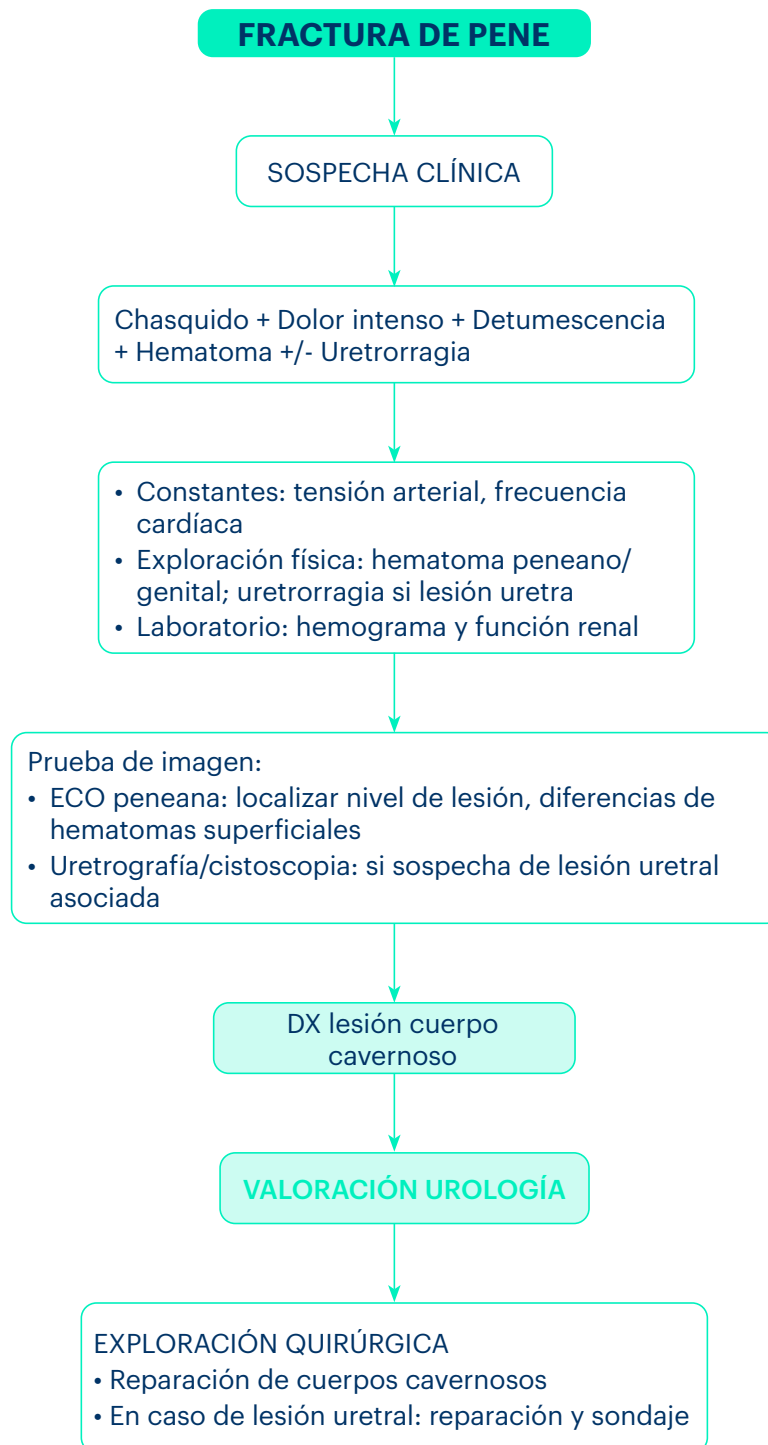 FRACTURA DE PENE
SOSPECHA CLÍNICA
Chasquido + Dolor intenso + Detumescencia
+ Hematoma +/- Uretrorragia
• Constantes: tensión arterial, frecuencia
cardíaca
• Exploración física: hematoma peneano/
genital; uretrorragia si lesión uretra
• Laboratorio: hemograma y función renal
Prueba de imagen:
• ECO peneana: localizar nivel de lesión, diferencias de
hematomas superficiales
• Uretrografía/cistoscopia: si sospecha de lesión uretral
asociada
DX lesión cuerpo
cavernoso
VALORACIÓN UROLOGÍA
EXPLORACIÓN QUIRÚRGICA
• Reparación de cuerpos cavernosos
• En caso de lesión uretral: reparación y sondaje